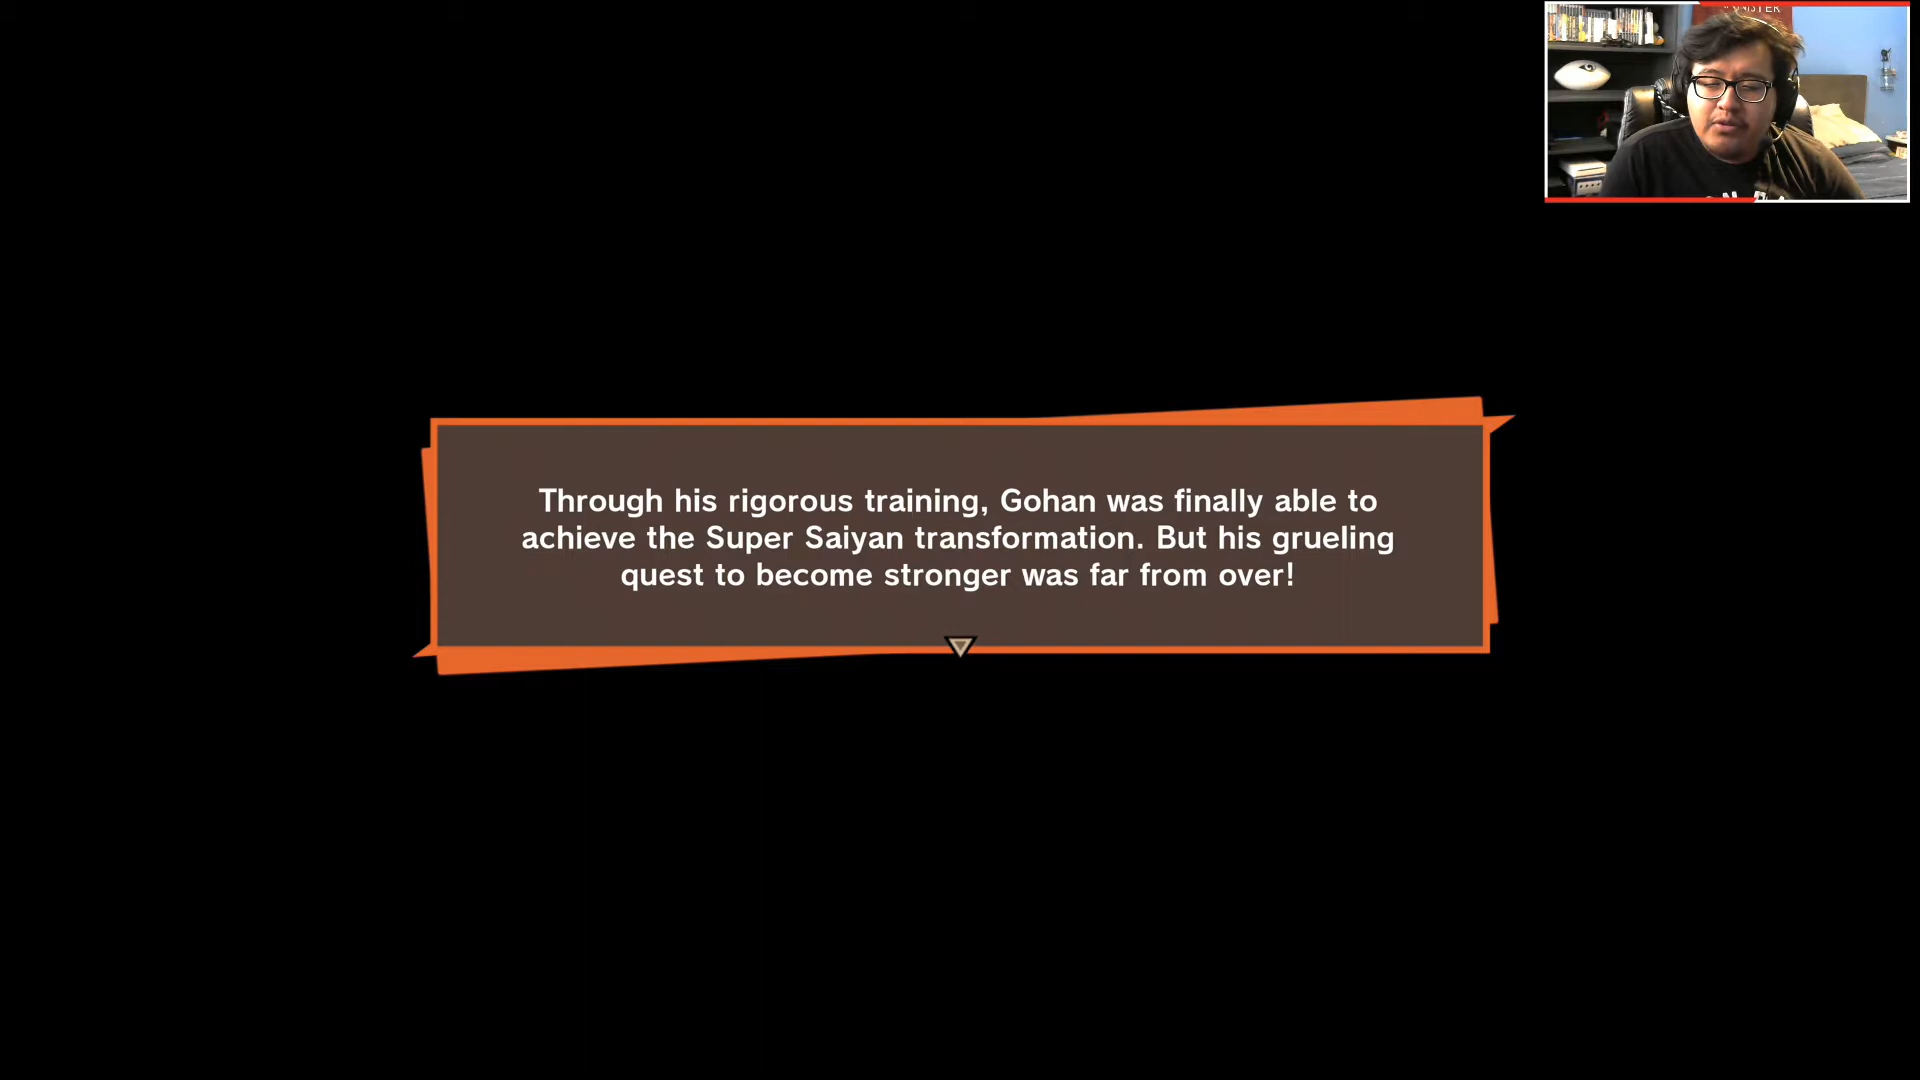 Through his rigorous training, Gohan was finally able to
achieve the Super Saiyan transformation. But his grueling
quest to become stronger was far from over!